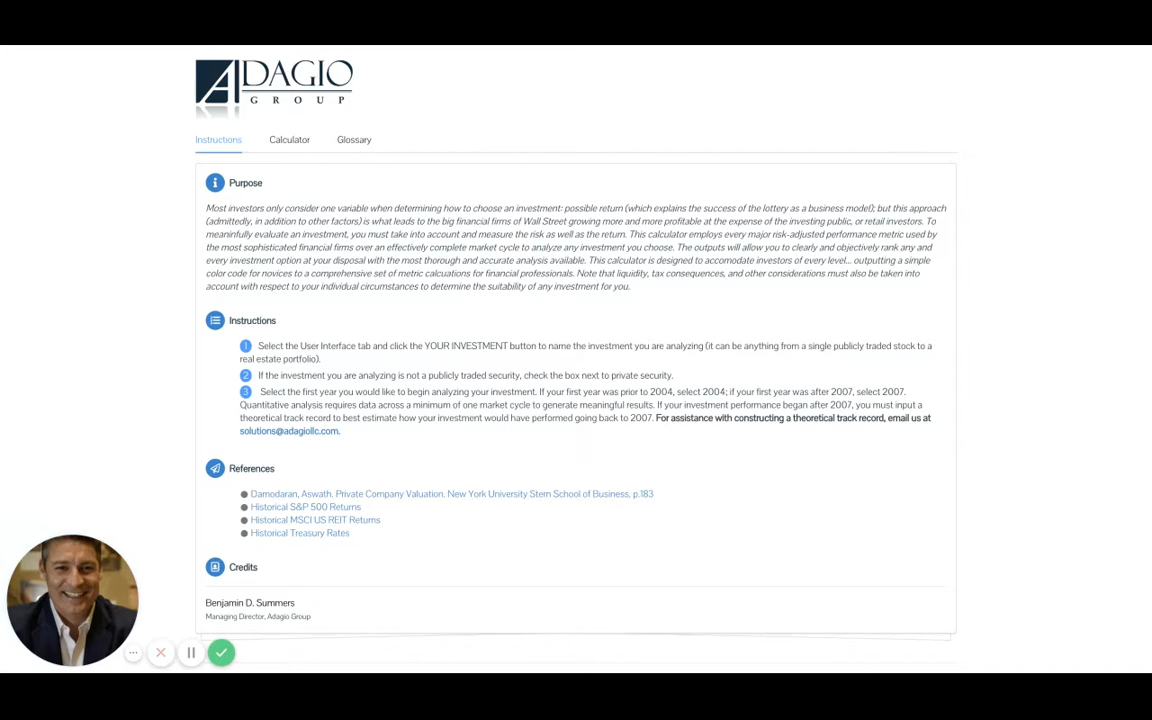 ADAGIO
GROUP
Instructions Calculator Glossary
Purpose
Most investors only consider one variable when determining how to choose an investment: possible return (which explains the success of the lottery as a business model); but this approach
(admittedly, in addition to other factors) is what leads to the big financial firms of Wall Street growing more and more profitable at the expense of the investing public, or retail investors. To
meaninfully evaluate an investment, you must take into account and measure the risk as well as the return. This calculator employs every major risk-adjusted performance metric used by
the most sophisticated financial firms over an effectively complete market cycle to analyze any investment you choose. The outputs will allow you to clearly and objectively rank any and
every investment option at your disposal with the most thorough and accurate analysis available. This calculator is designed to accomodate investors of every level... outputting a simple
color code for novices to a comprehensive set of metric calcuations for financial professionals. Note that liquidity, tax consequences, and other considerations must also be taken into
account with respect to your individual circumstances to determine the suitability of any investment for you.
Instructions
1 Select the User Interface tab and click the YOUR INVESTMENT button to name the investment you are analyzing (it can be anything from a single publicly traded stock to a
real estate portfolio).
2 If the investment you are analyzing is not a publicly traded security, check the box next to private security.
3 Select the first year you would like to begin analyzing your investment. If your first year was prior to 2004, select 2004; if your first year was after 2007, select 2007.
Quantitative analysis requires data across a minimum of one market cycle to generate meaningful results. If your investment performance began after 2007, you must input a
theoretical track record to best estimate how your investment would have performed going back to 2007. For assistance with constructing a theoretical track record, email us at
solutions@adagiollc.com.
References
Damodaran, Aswath. Private Company Valuation. New York University Stern School of Business, p.183
Historical S&P 500 Returns
Historical MSCI US REIT Returns
Historical Treasury Rates
Credits
Benjamin D. Summers
Managing Director, Adagio Group